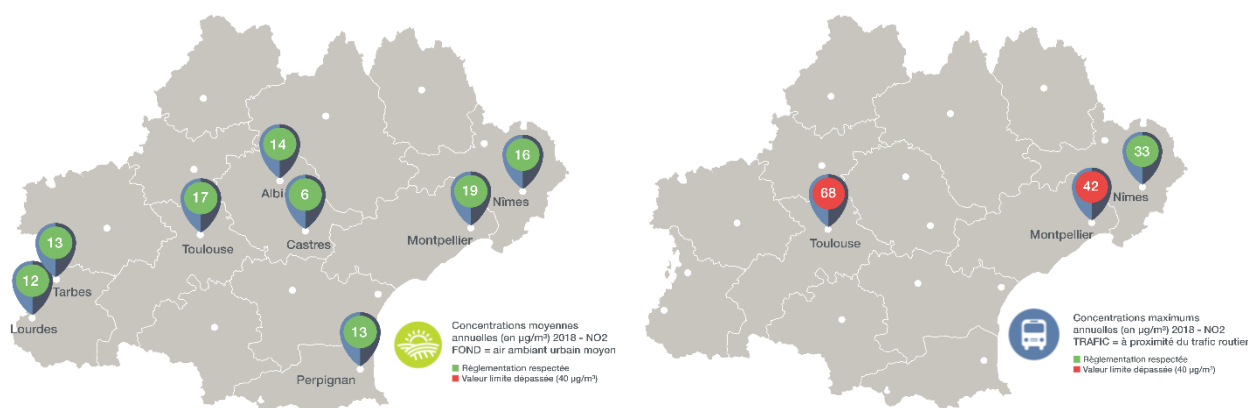 14
Albi
16
Nîmes
6
Castres
17
Toulouse
19
Montpellier
13
Tarbes
12
Lourdes
13
Perpignan
Concentrations moyennes
annuelles (en µg/m³) 2018 - NO2
FOND = air ambiant urbain moyen
Règlementation respectée
Valeur limite dépassée (40 µg/m³)
33
Nîmes
68
Toulouse
42
Montpellier
Concentrations maximums
annuelles (en µg/m³) 2018 - NO2
TRAFIC = à proximité du trafic routier
Règlementation respectée
Valeur limite dépassée (40 µg/m³)